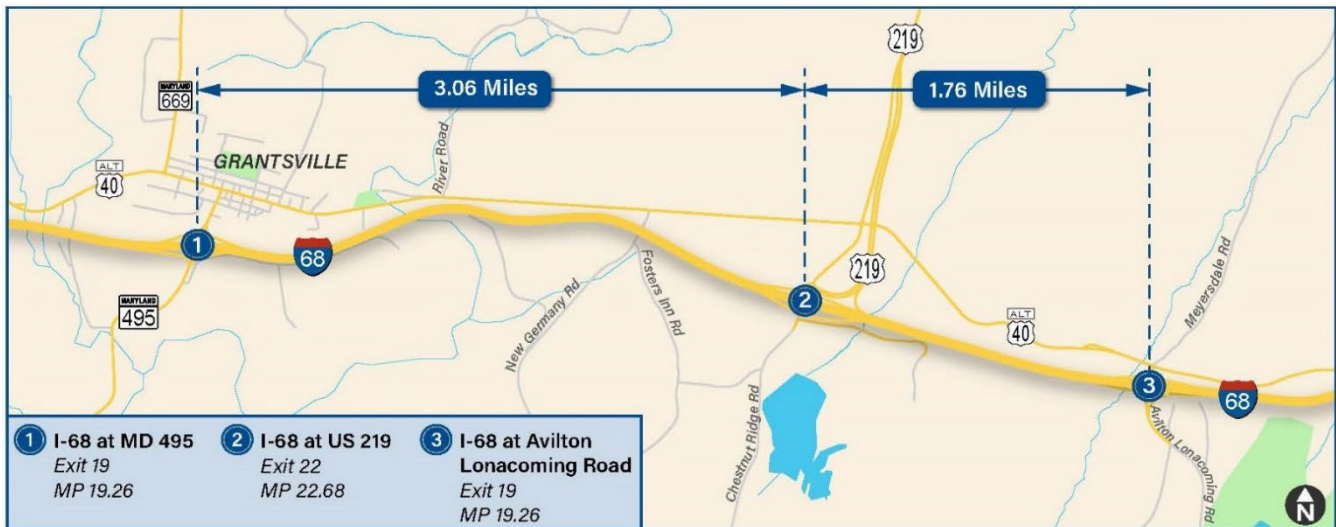 219
3.06 Miles
1.76 Miles
MARYLAND
669
GRANTSVILLE
River Road
ALT
40
Meyersdale Rd
1
68
219
MARYLAND
495
New Germany Rd
Fosters Inn Rd
2
ALT
40
3
68
Chestnut Ridge Rd
Avilton Lonacoming Rd
1 I-68 at MD 495
Exit 19
MP 19.26
2 I-68 at US 219
Exit 22
MP 22.68
3 I-68 at Avilton
Lonacoming Road
Exit 19
MP 19.26
N